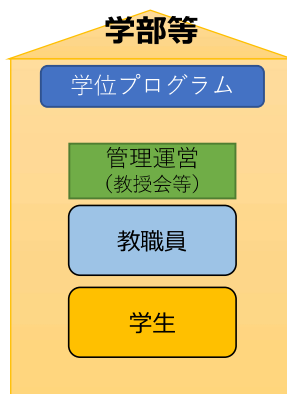 学部等
学位プログラム
管理運営
（教授会等）
教職員
学生